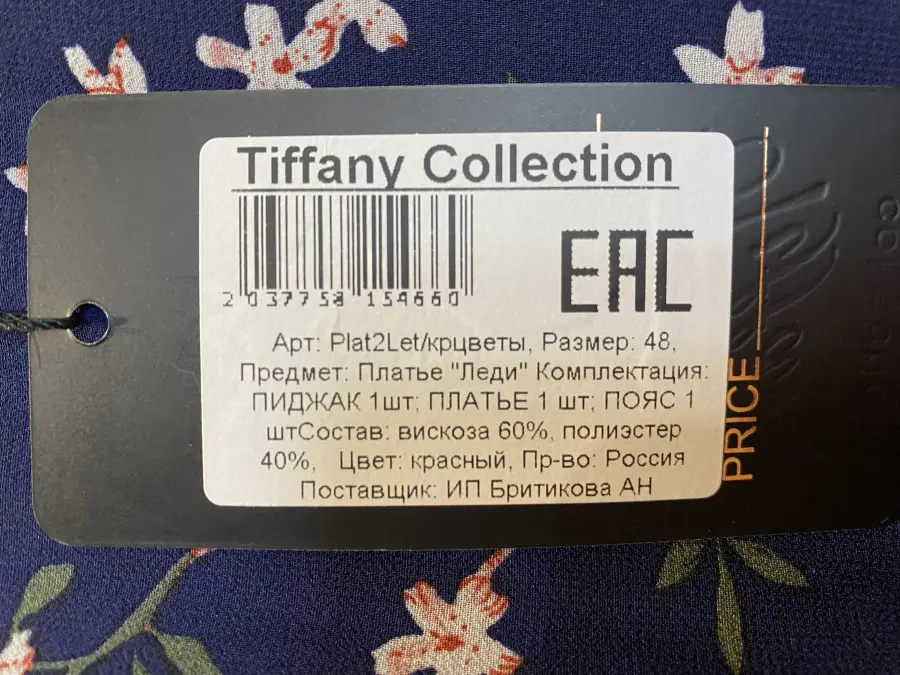 Tiffany Collection
2 037758 154660
EAC
Арт: Plat2Let/крцветы, Размер: 48,
Предмет: Платье "Леди" Комплектация:
ПИДЖАК 1шт; ПЛАТЬЕ 1 шт; ПОЯС 1
штСостав: вискоза 60%, полиэстер
40%, Цвет: красный, Пр-во: Россия
Поставщик: ИП Бритикова АН
PRICE